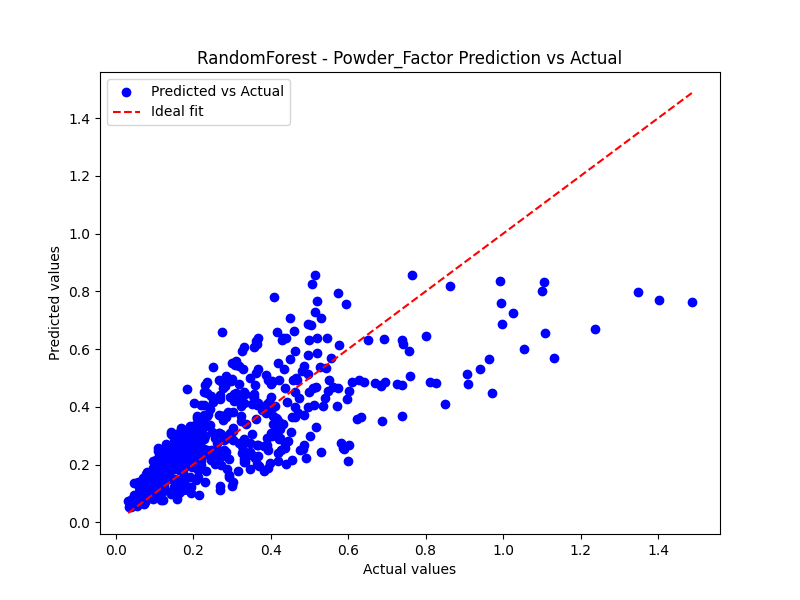 RandomForest - Powder_Factor Prediction vs Actual
Predicted vs Actual
Ideal fit
1.4
1.2
1.0
0.8
0.6
0.4
0.2
0.0
Predicted values
0.0 0.2 0.4 0.6 0.8 1.0 1.2 1.4
Actual values